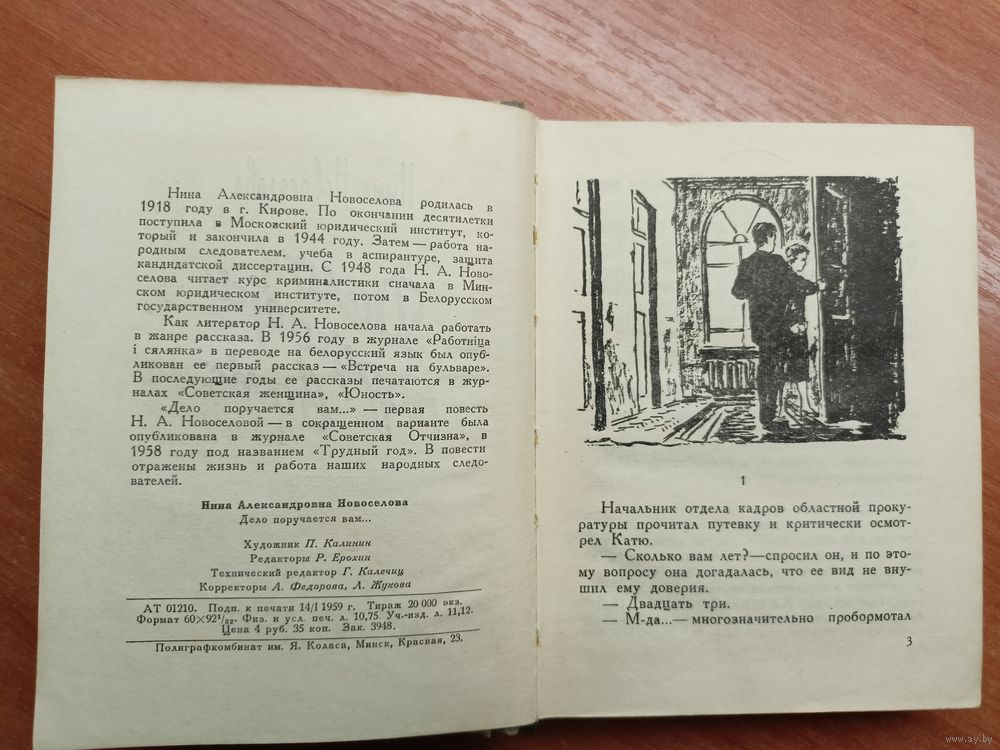 Нина Александровна Новоселова родилась в
1918 году в г. Кирове. По окончании десятилетки
поступила в Московский юридический институт, ко-
торый и закончила в 1944 году. Затем — работа на-
родным следователем, учеба в аспирантуре, защита
кандидатской диссертации. С 1948 года Н. А. Ново-
селова читает курс криминалистики сначала в Мин-
ском юридическом институте, потом в Белорусском
государственном университете.
Как литератор Н. А. Новоселова начала работать
в жанре рассказа. В 1956 году в журнале «Работніца
і сялянка» в переводе на белорусский язык был опуб-
ликован ее первый рассказ — «Встреча на бульваре».
В последующие годы ее рассказы печатаются в жур-
налах «Советская женщина», «Юность».
«Дело поручается вам...» — первая повесть
Н. А. Новоселовой — в сокращенном варианте была
опубликована в журнале «Советская Отчизна», в
1958 году под названием «Трудный год». В повести
отражены жизнь и работа наших народных следо-
вателей.
Нина Александровна Новоселова
Дело поручается вам...
Художник П. Калинин
Редакторы Р. Ерохин
Технический редактор Г. Калечиц
Корректоры А. Федорова, Л. Жукова
АТ 01210. Подп. к печати 14/I 1959 г. Тираж 20 000 экз.
Формат 60×92¹/₃₂. Физ. и усл. печ. л. 10,75. Уч.-изд. л. 11,12.
Цена 4 руб. 35 коп. Зак. 3948.
Полиграфкомбинат им. Я. Коласа, Минск, Красная, 23.
1
Начальник отдела кадров областной проку-
ратуры прочитал путевку и критически осмот-
рел Катю.
— Сколько вам лет?—спросил он, и по это-
му вопросу она догадалась, что ее вид не вну-
шил ему доверия.
— Двадцать три.
— М-да...— многозначительно пробормотал
3
www.ay.by